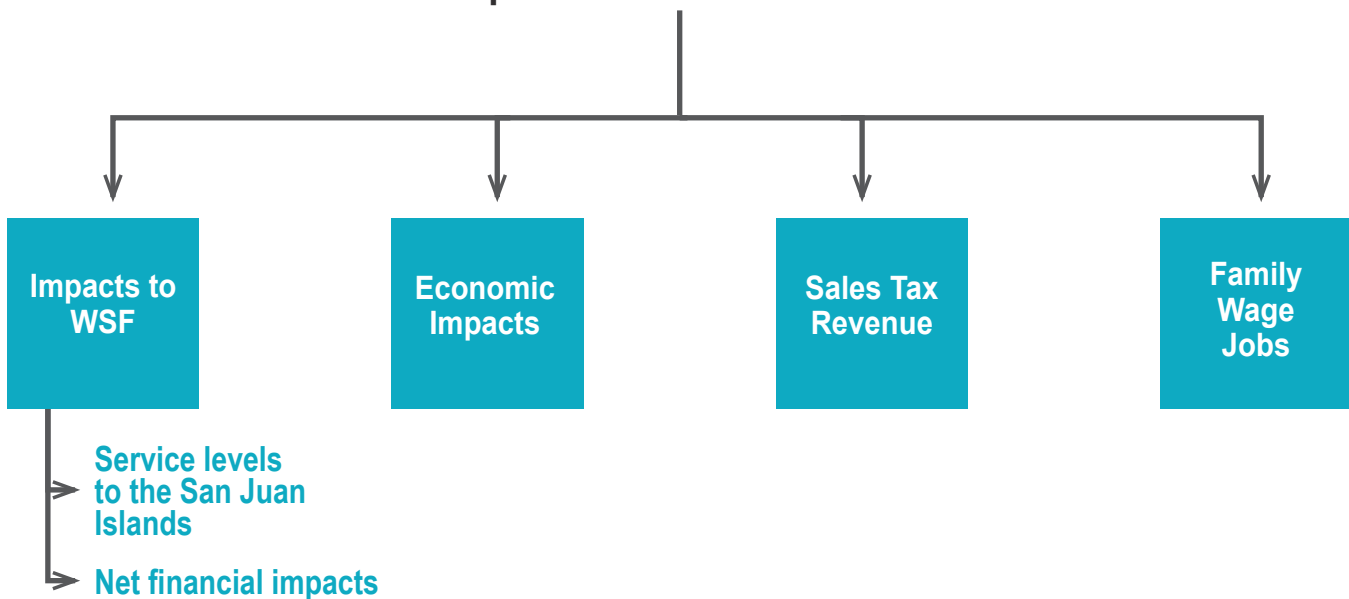 Impacts to
WSF
Economic
Impacts
Sales Tax
Revenue
Family
Wage
Jobs
Service levels
to the San Juan
Islands
Net financial impacts